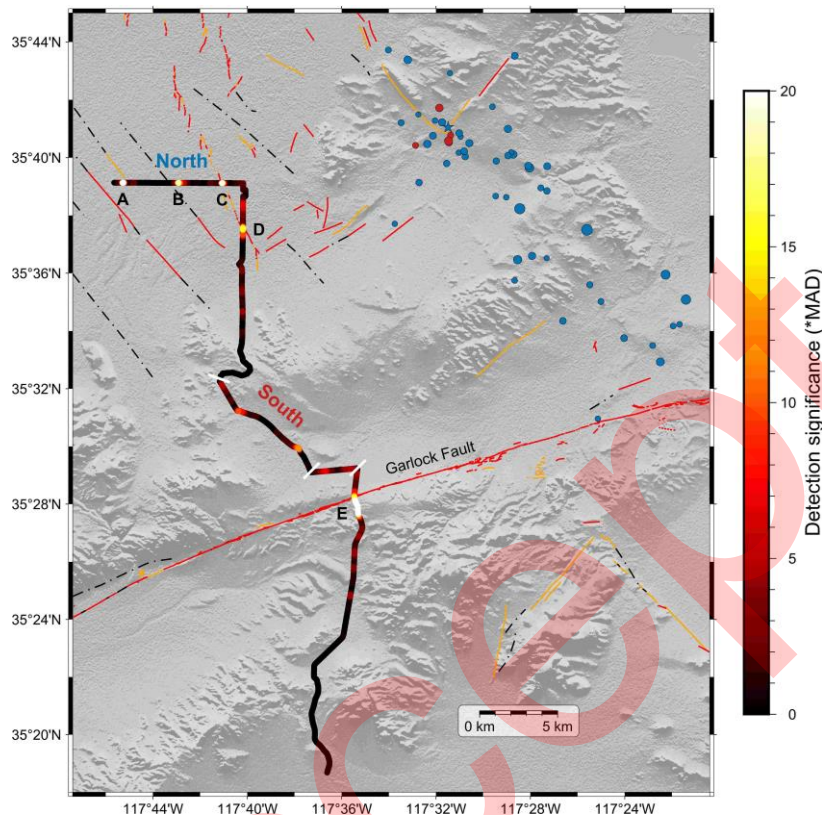 35°44'N
35°40'N
35°36'N
35°32'N
35°28'N
35°24'N
35°20'N
North
A
B
C
D
South
Garlock Fault
E
0 km
5 km
117°44'W
117°40'W
117°36'W
117°32'W
117°28'W
117°24'W
20
15
10
5
0
Detection significance (*MAD)
cept